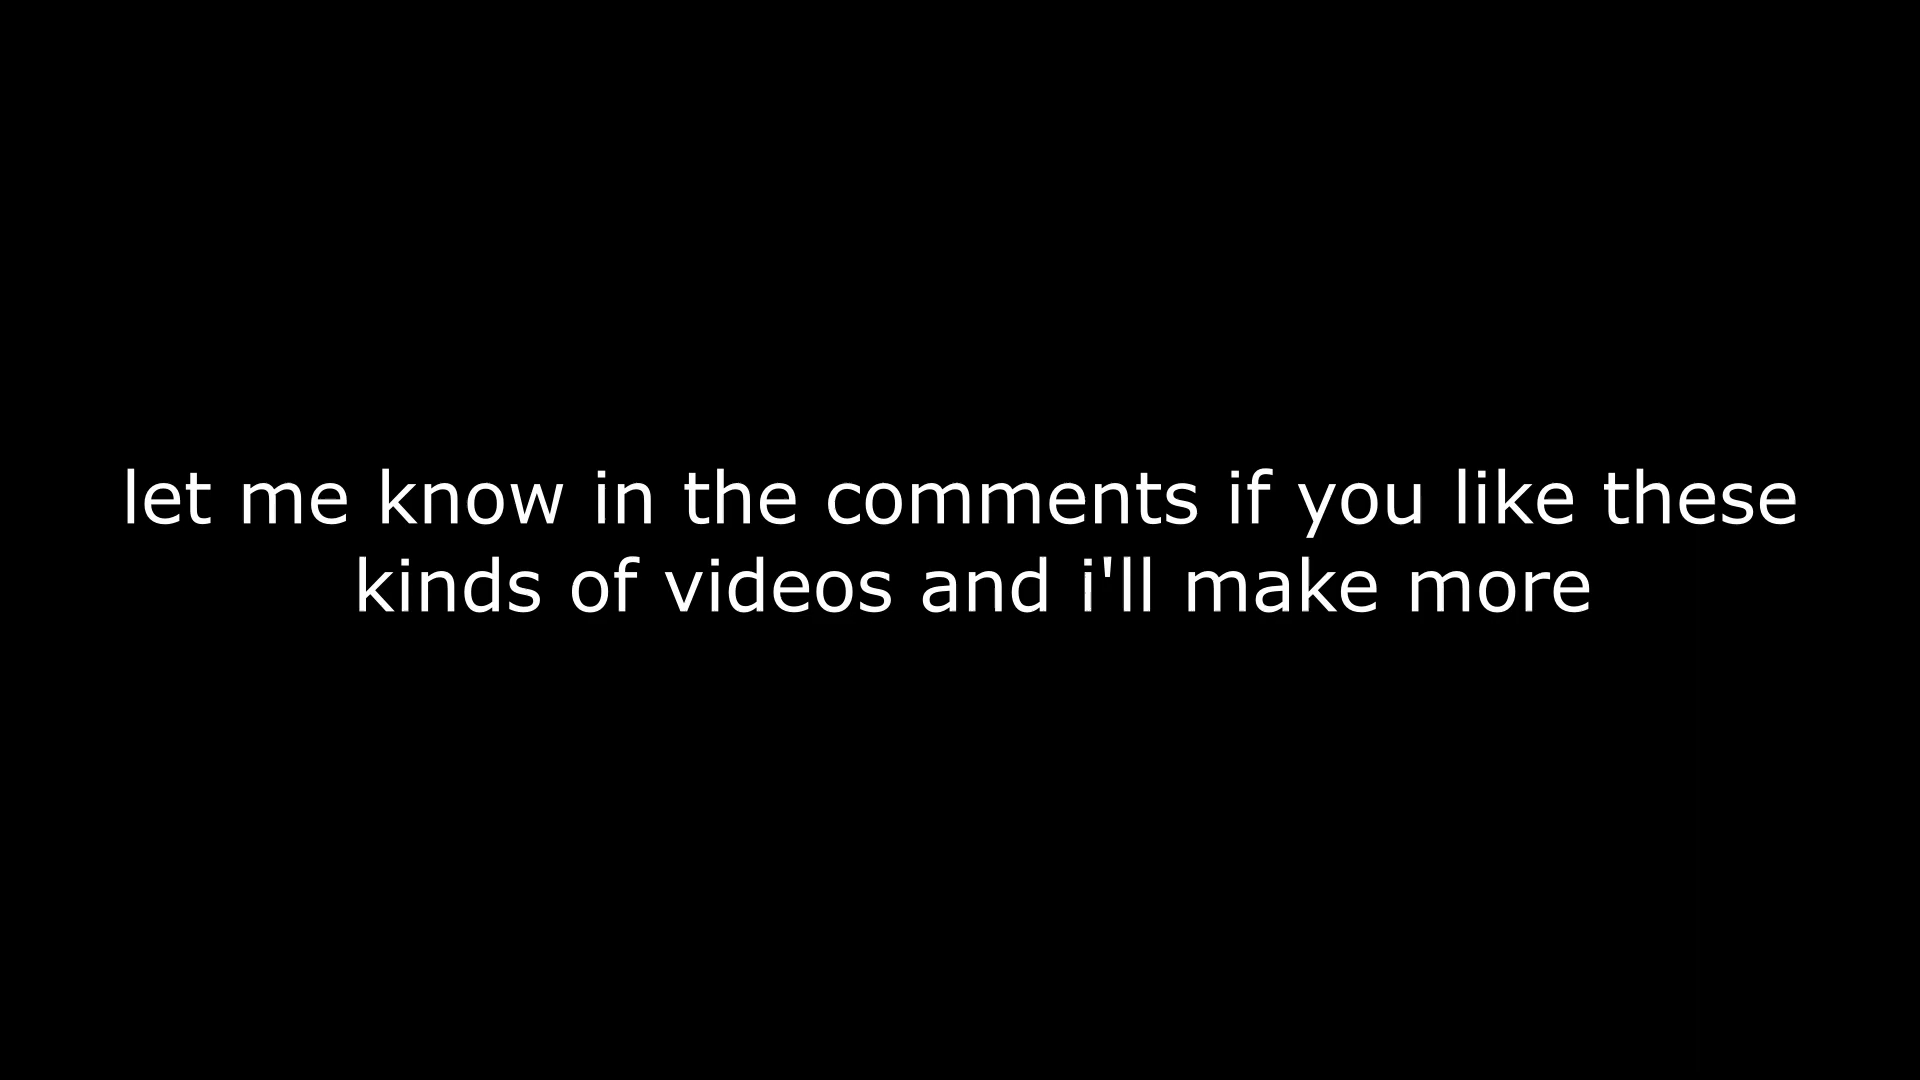 let me know in the comments if you like these
kinds of videos and i'll make more